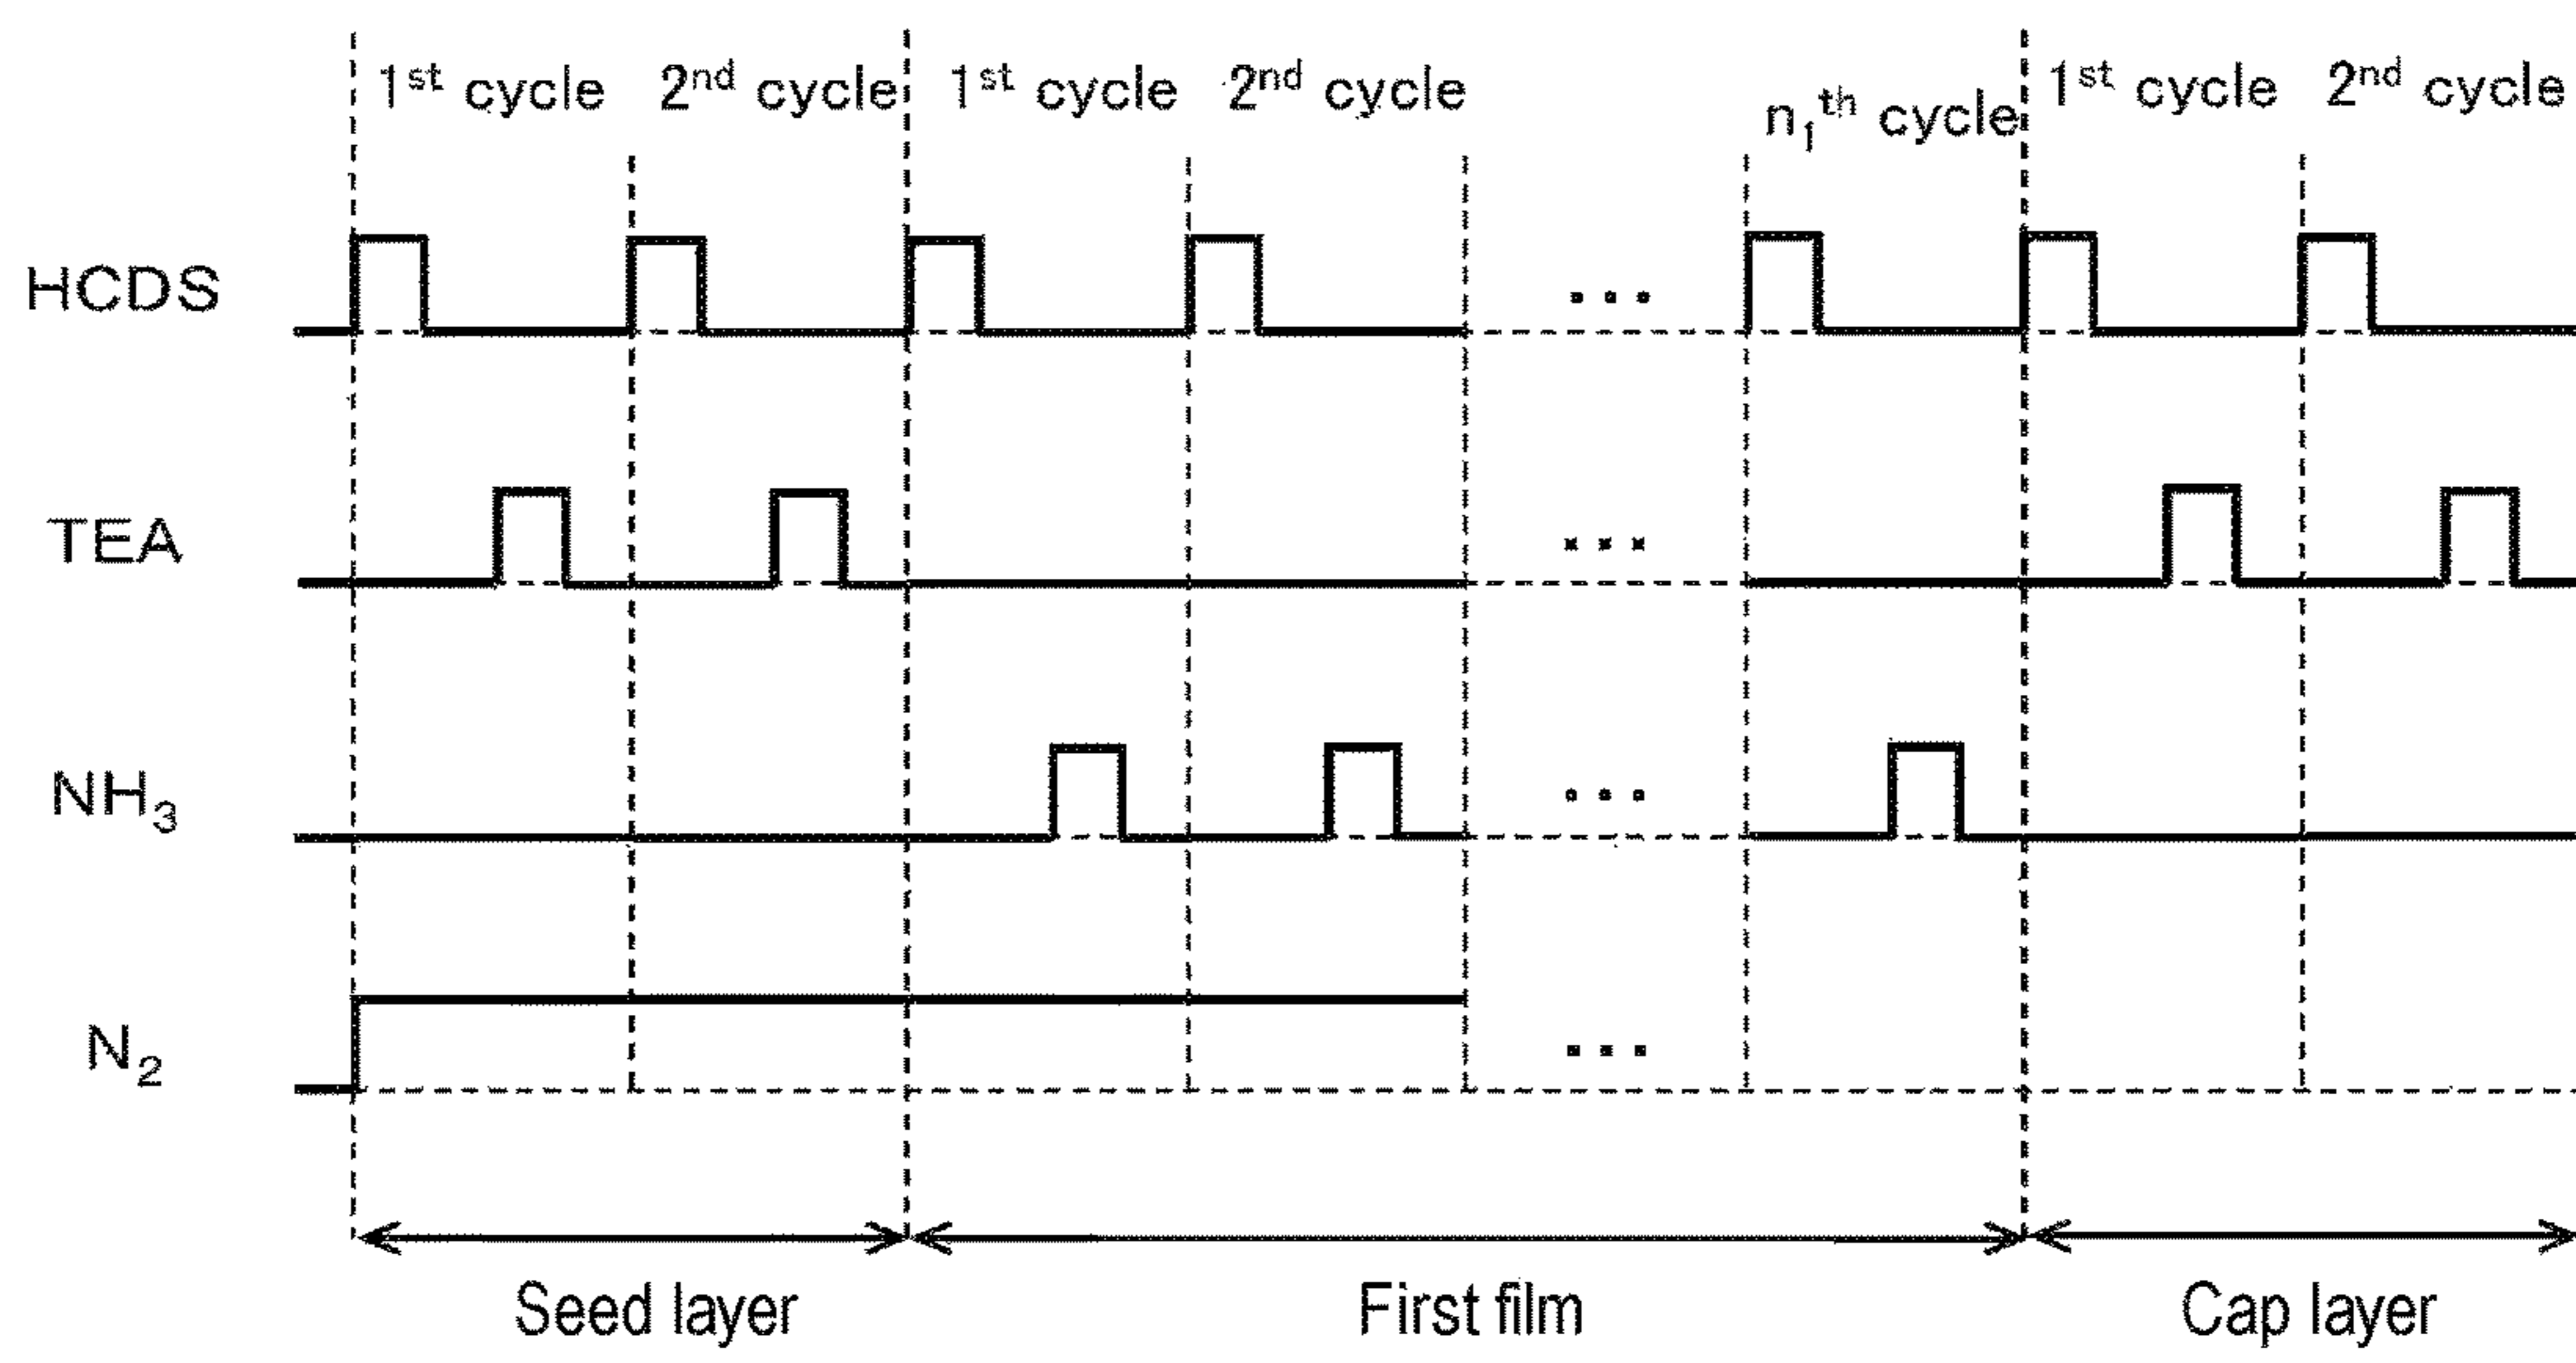 1st cycle 2nd cycle 1st cycle 2nd cycle n1th cycle 1st cycle 2nd cycle
HCDS ...
TEA ...
NH3 ...
N2 ...
Seed layer First film Cap layer